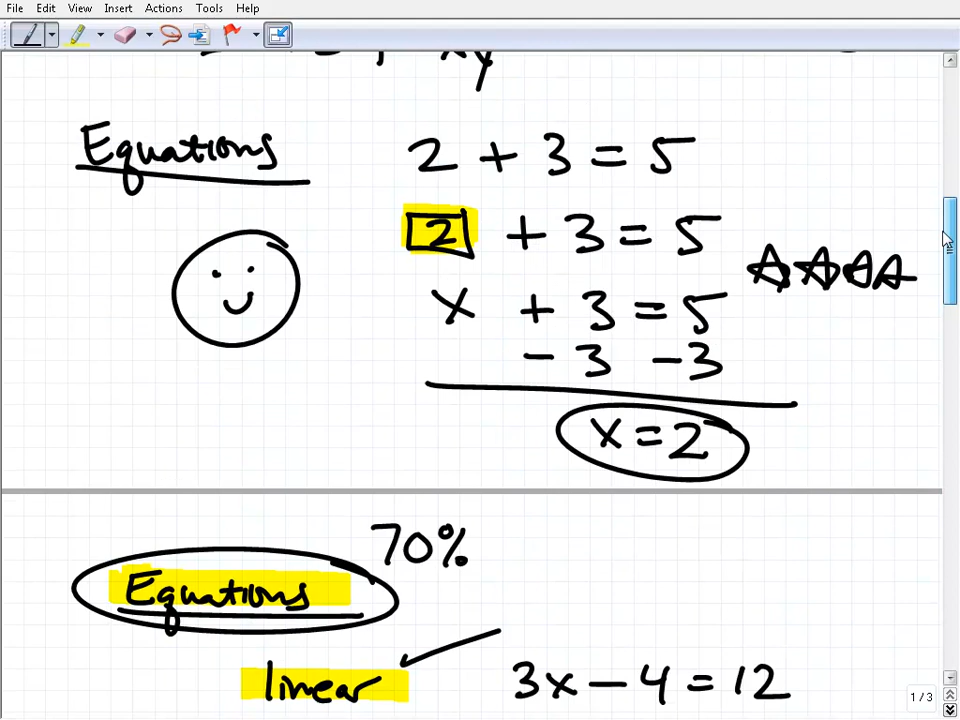 File Edit View Insert Actions Tools Help
xy
Equations
2 + 3 = 5
2 + 3 = 5
x + 3 = 5
- 3 - 3
x = 2
70%
Equations
linear
3x - 4 = 12
1 / 3